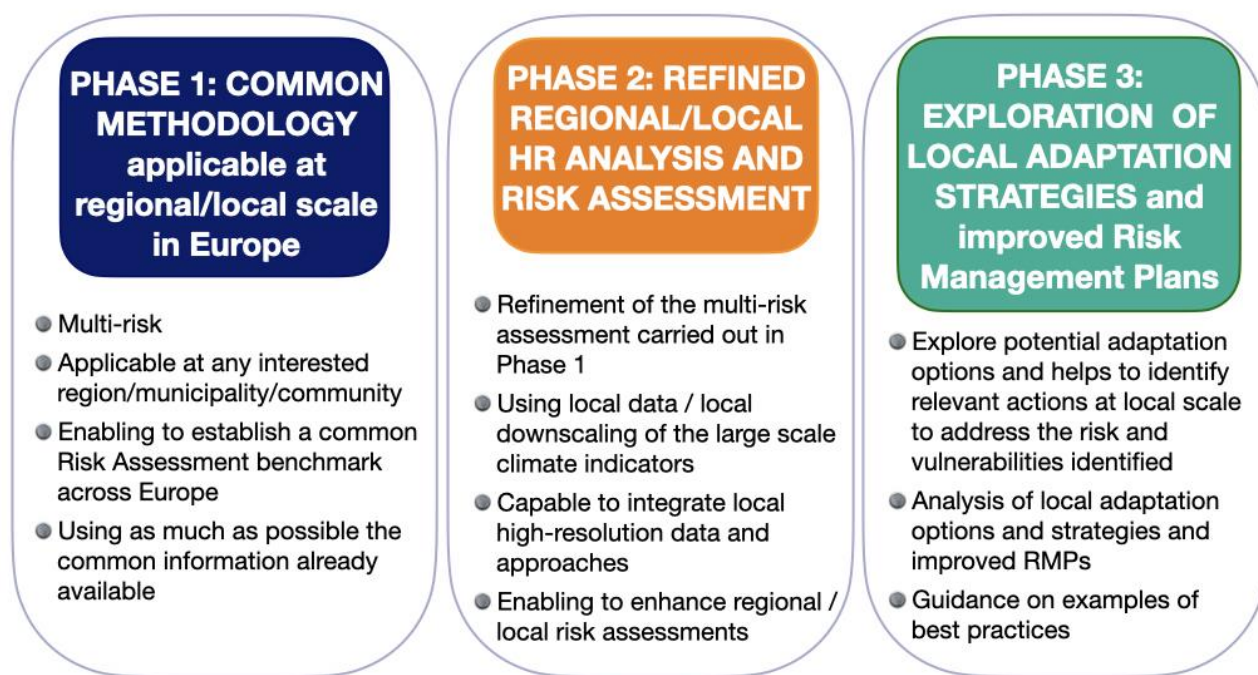 PHASE 1: COMMON
METHODOLOGY
applicable at
regional/local scale
in Europe
Multi-risk
Applicable at any interested
region/municipality/community
Enabling to establish a common
Risk Assessment benchmark
across Europe
Using as much as possible the
common information already
available
PHASE 2: REFINED
REGIONAL/LOCAL
HR ANALYSIS AND
RISK ASSESSMENT
Refinement of the multi-risk
assessment carried out in
Phase 1
Using local data / local
downscaling of the large scale
climate indicators
Capable to integrate local
high-resolution data and
approaches
Enabling to enhance regional /
local risk assessments
PHASE 3:
EXPLORATION OF
LOCAL ADAPTATION
STRATEGIES and
improved Risk
Management Plans
Explore potential adaptation
options and helps to identify
relevant actions at local scale
to address the risk and
vulnerabilities identified
Analysis of local adaptation
options and strategies and
improved RMPs
Guidance on examples of
best practices